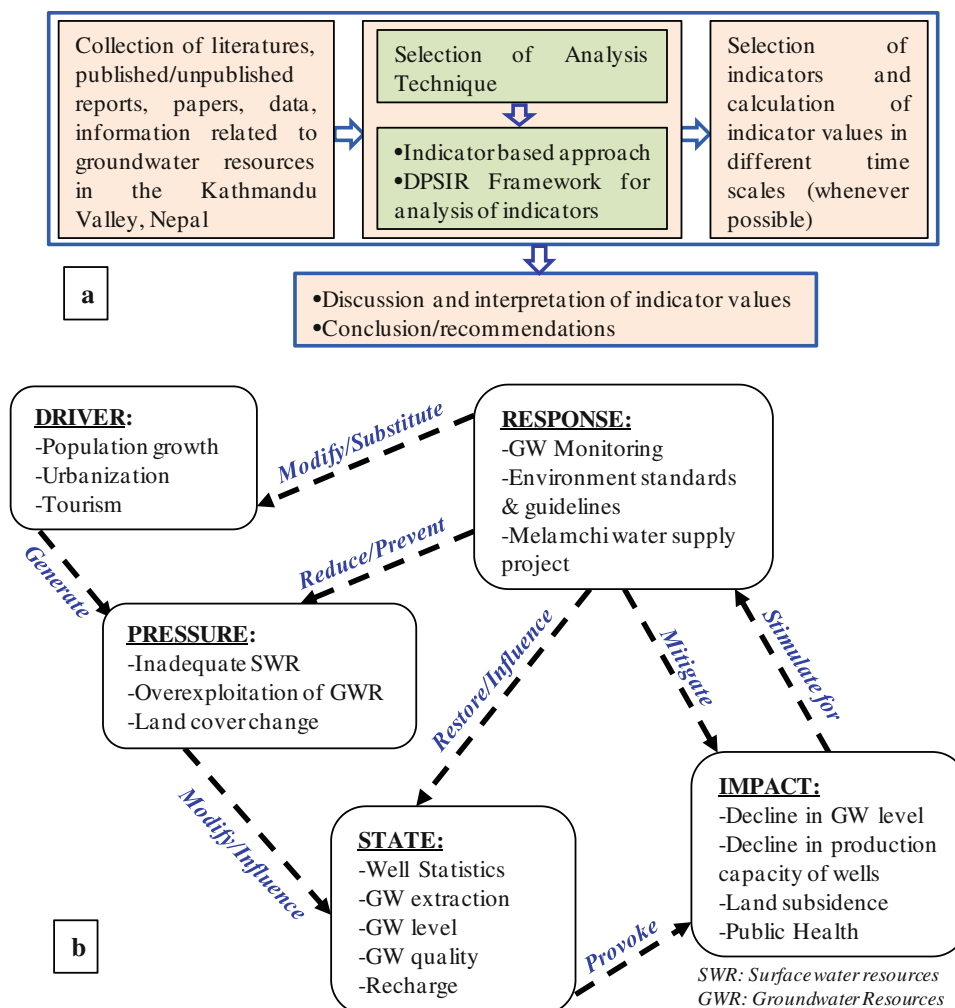 Collection of literatures,
published/unpublished
reports, papers, data,
information related to
groundwater resources
in the Kathmandu
Valley, Nepal
Selection of Analysis
Technique
•Indicator based approach
•DPSIR Framework for
analysis of indicators
Selection of
indicators and
calculation of
indicator values in
different time
scales (whenever
possible)
a
•Discussion and interpretation of indicator values
•Conclusion/recommendations
DRIVER:
-Population growth
-Urbanization
-Tourism
Modify/Substitute
RESPONSE:
-GW Monitoring
-Environment standards
& guidelines
-Melamchi water supply
project
Generate
Reduce/Prevent
PRESSURE:
-Inadequate SWR
-Overexploitation of GWR
-Land cover change
Restore/Influence
Mitigate
Stimulate for
Modify/Influence
STATE:
-Well Statistics
-GW extraction
-GW level
-GW quality
-Recharge
Provoke
IMPACT:
-Decline in GW level
-Decline in production
capacity of wells
-Land subsidence
-Public Health
b
SWR: Surface water resources
GWR: Groundwater Resources